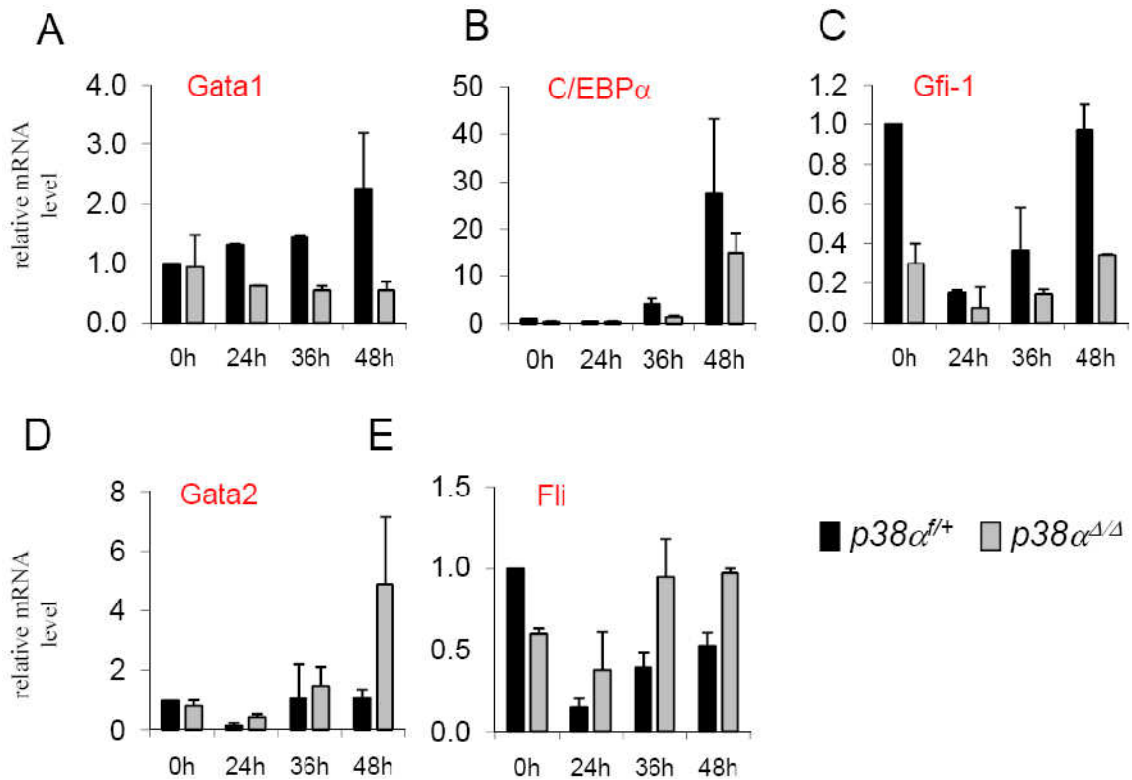 A
Gata1
relative mRNA
level
4.0
3.0
2.0
1.0
0.0
0h 24h 36h 48h
B
C/EBPα
50
40
30
20
10
0
0h 24h 36h 48h
C
Gfi-1
1.2
1.0
0.8
0.6
0.4
0.2
0.0
0h 24h 36h 48h
D
Gata2
relative mRNA
level
8
6
4
2
0
0h 24h 36h 48h
E
Fli
1.5
1.0
0.5
0.0
0h 24h 36h 48h
p38α^f/+ p38α^Δ/Δ